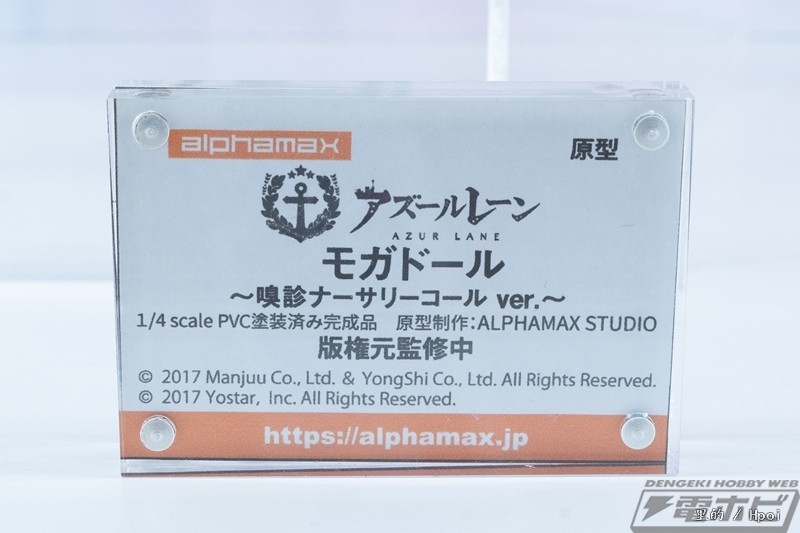 alphamax
原型
アズールレーン
AZUR LANE
モガドール
～嗅診ナーサリーコール ver.～
1/4 scale PVC塗装済み完成品　原型制作：ALPHAMAX STUDIO
版権元監修中
© 2017 Manjuu Co., Ltd. & YongShi Co., Ltd. All Rights Reserved.
© 2017 Yostar, Inc. All Rights Reserved.
https://alphamax.jp
DENGEKI HOBBY WEB
電ホビ
里的 / Hpoi